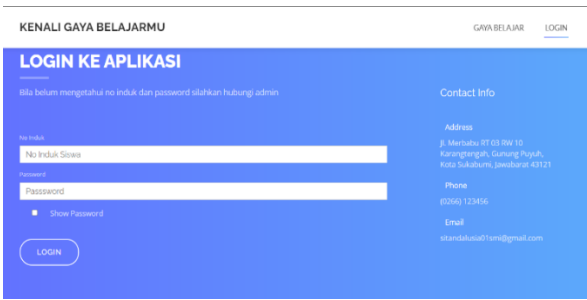 KENALI GAYA BELAJARMU
GAYA BELAJAR
LOGIN
LOGIN KE APLIKASI
Bila belum mengetahui no induk dan password silahkan hubungi admin
No Induk
No Induk Siswa
Password
Passsword
Show Password
LOGIN
Contact Info
Address
Jl. Merbabu RT.03 RW 10
Karangtengah, Gunung Puyuh,
Kota Sukabumi, Jawabarat 43121
Phone
(0266) 123456
Email
sitandalusia01smi@gmail.com